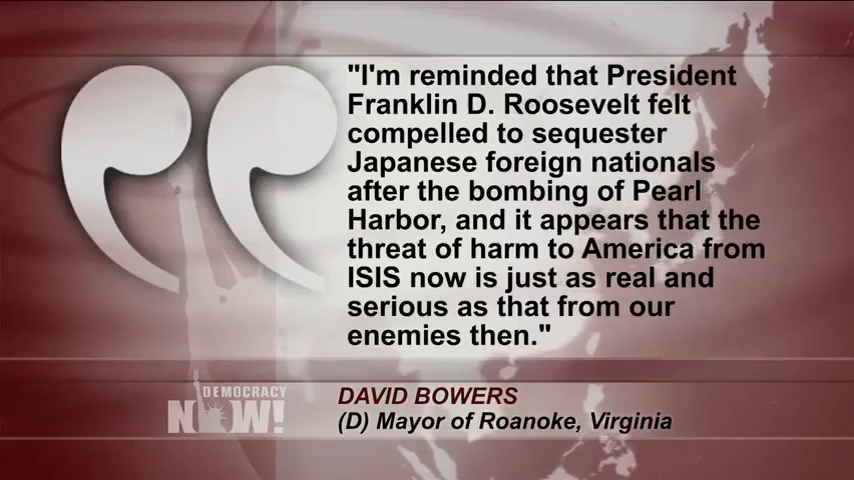 "I'm reminded that President
Franklin D. Roosevelt felt
compelled to sequester
Japanese foreign nationals
after the bombing of Pearl
Harbor, and it appears that the
threat of harm to America from
ISIS now is just as real and
serious as that from our
enemies then."
DAVID BOWERS
(D) Mayor of Roanoke, Virginia
DEMOCRACY
NOW!